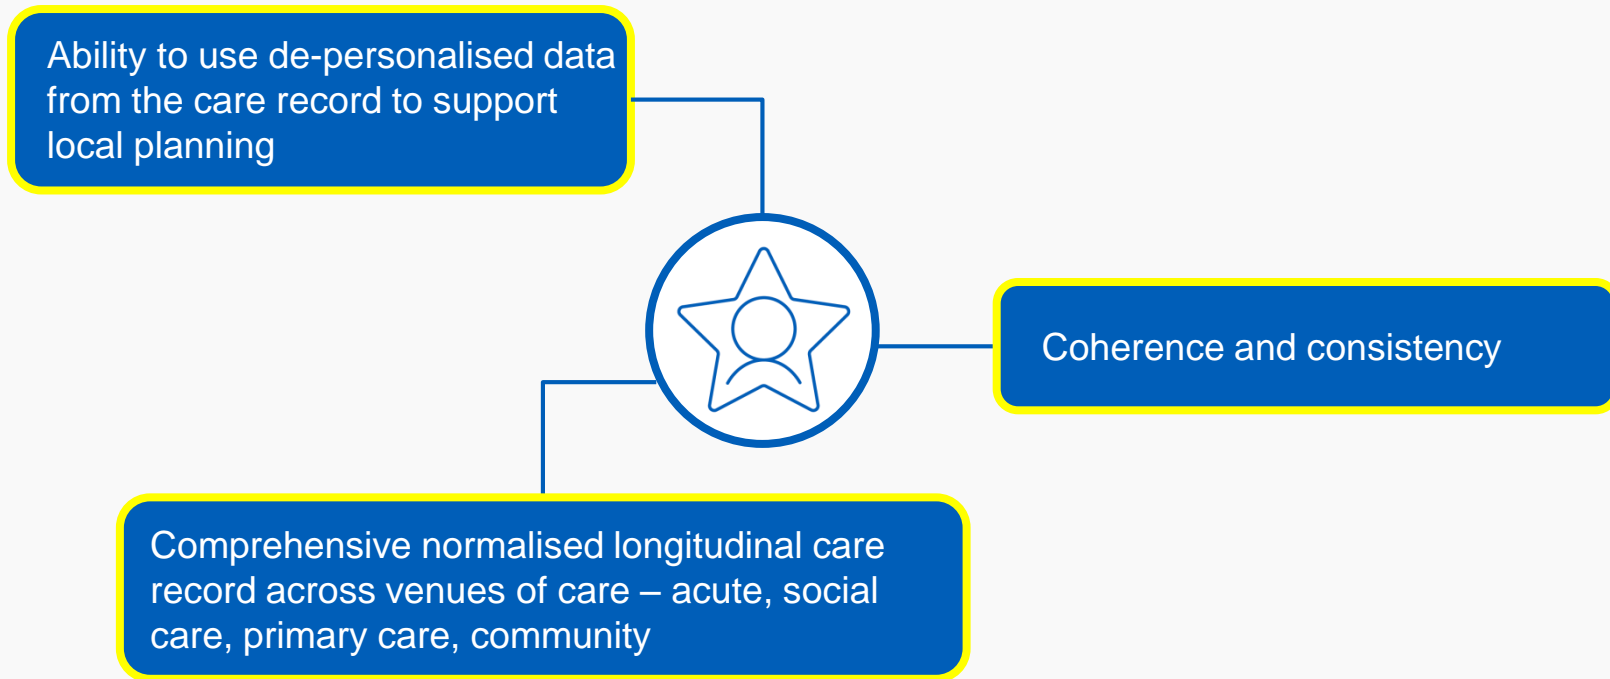 Ability to use de-personalised data
from the care record to support
local planning
Coherence and consistency
Comprehensive normalised longitudinal care
record across venues of care – acute, social
care, primary care, community